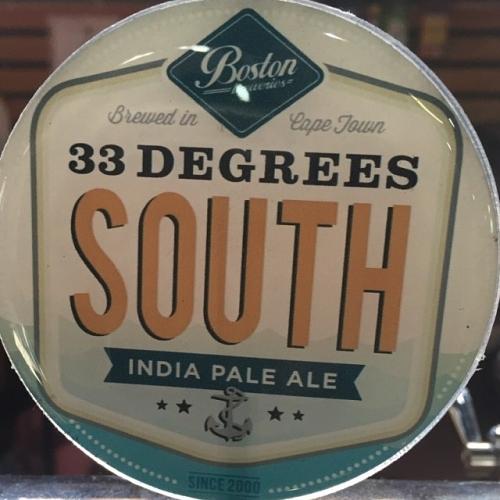 Boston
Breweries
Brewed in Cape Town
33 DEGREES
SOUTH
INDIA PALE ALE
SINCE 2000